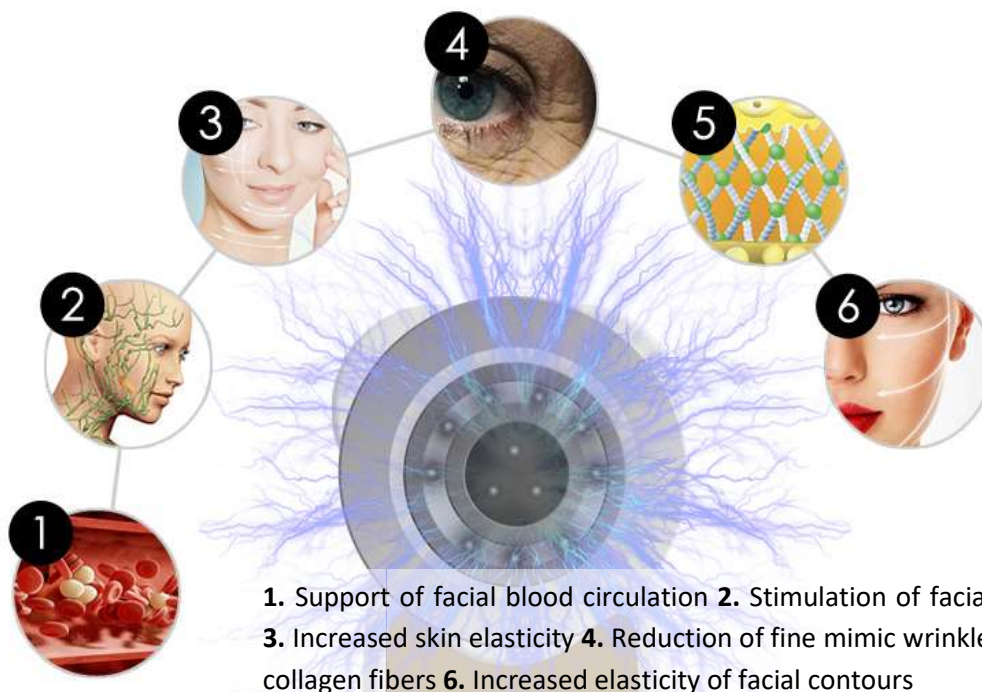 4
3
5
2
6
1
1. Support of facial blood circulation 2. Stimulation of facial
3. Increased skin elasticity 4. Reduction of fine mimic wrinkle
collagen fibers 6. Increased elasticity of facial contours